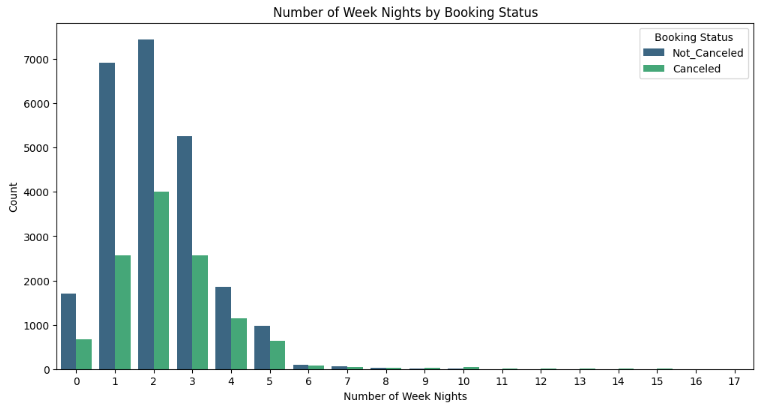 Number of Week Nights by Booking Status
Booking Status
Not_Canceled
Canceled
7000
6000
5000
4000
3000
2000
1000
0
Count
0 1 2 3 4 5 6 7 8 9 10 11 12 13 14 15 16 17
Number of Week Nights